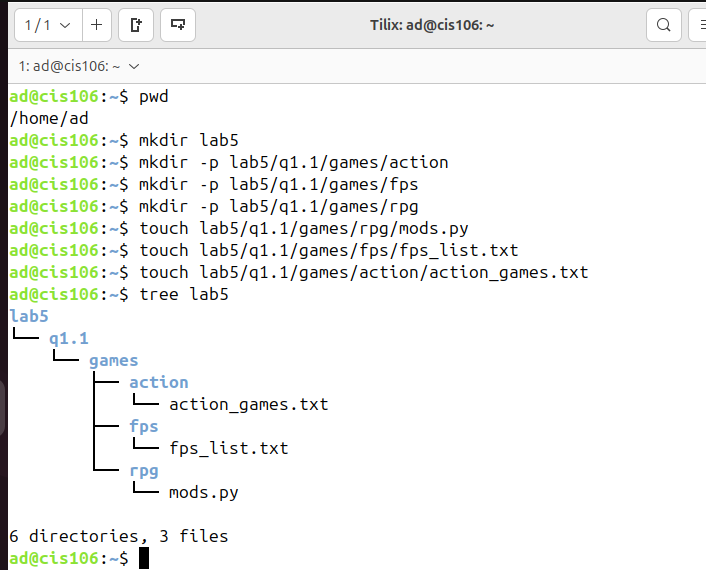 1 / 1
Tilix: ad@cis106: ~
1: ad@cis106: ~
ad@cis106:~$ pwd
/home/ad
ad@cis106:~$ mkdir lab5
ad@cis106:~$ mkdir -p lab5/q1.1/games/action
ad@cis106:~$ mkdir -p lab5/q1.1/games/fps
ad@cis106:~$ mkdir -p lab5/q1.1/games/rpg
ad@cis106:~$ touch lab5/q1.1/games/rpg/mods.py
ad@cis106:~$ touch lab5/q1.1/games/fps/fps_list.txt
ad@cis106:~$ touch lab5/q1.1/games/action/action_games.txt
ad@cis106:~$ tree lab5
lab5
└── q1.1
    └── games
        ├── action
        │   └── action_games.txt
        ├── fps
        │   └── fps_list.txt
        └── rpg
            └── mods.py

6 directories, 3 files
ad@cis106:~$